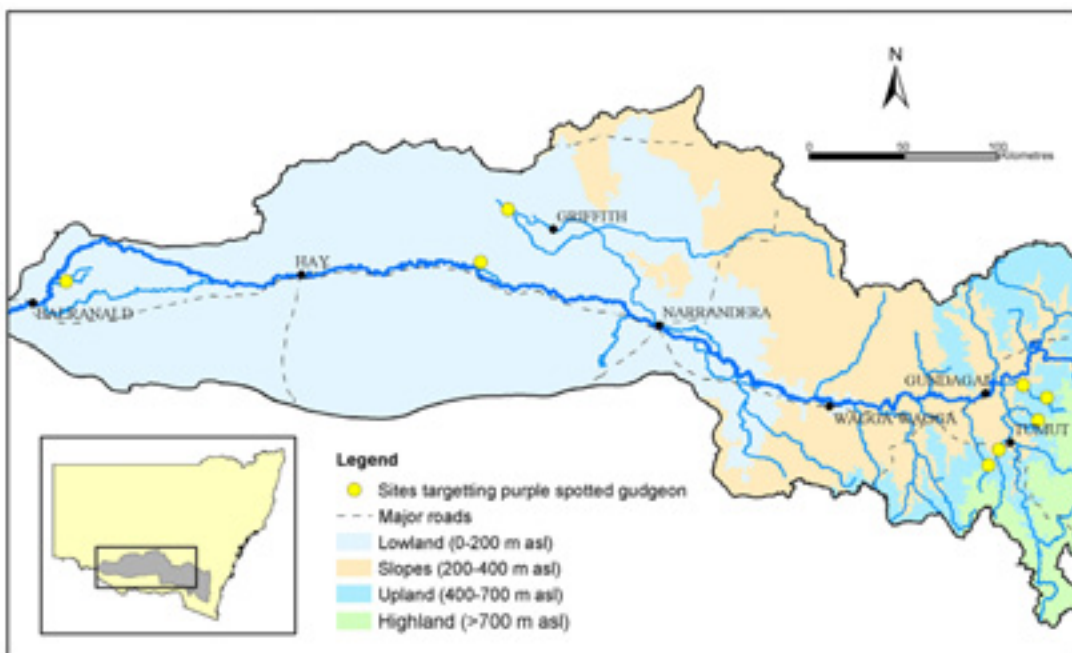 N
0 50 100
Kilometres
GRIFFITH
HAY
BALRANALD
NARRANDERA
GUNDAGAI
WAGGA WAGGA
TUMUT
Legend
Sites targetting purple spotted gudgeon
Major roads
Lowland (0-200 m asl)
Slopes (200-400 m asl)
Upland (400-700 m asl)
Highland (>700 m asl)